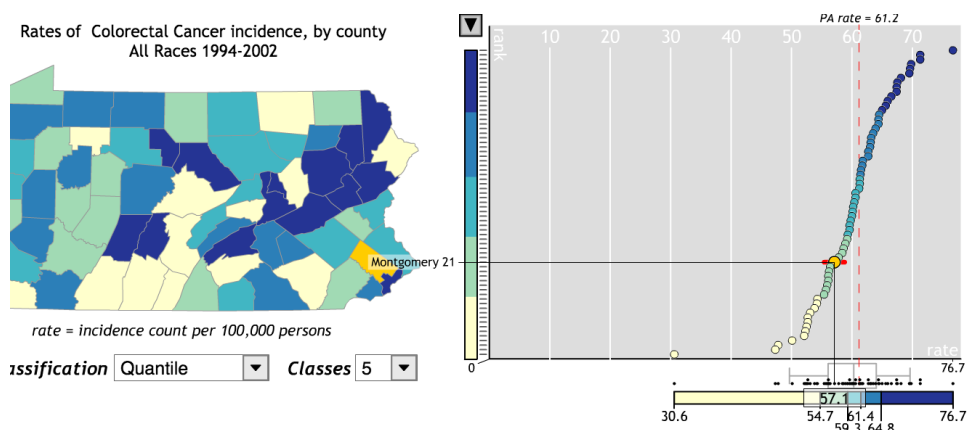 Rates of Colorectal Cancer incidence, by county
All Races 1994-2002
Montgomery 21
rate = incidence count per 100,000 persons
assification Quantile Classes 5
PA rate = 61.2
rank
10 20 30 40 50 60 70
rate
0
76.7
57.1
30.6 54.7 61.4 76.7
59.3 64.8